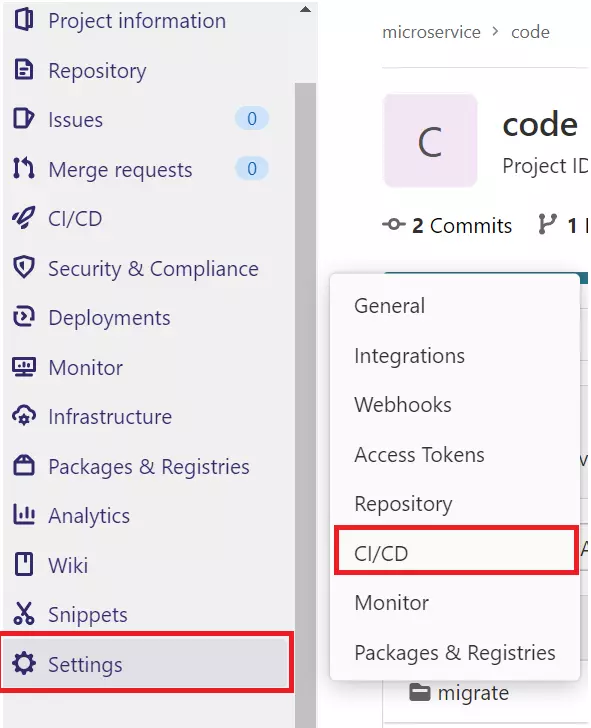 Project information
Repository
Issues 0
Merge requests 0
CI/CD
Security & Compliance
Deployments
Monitor
Infrastructure
Packages & Registries
Analytics
Wiki
Snippets
Settings
microservice > code
C
code
Project ID
2 Commits 1
General
Integrations
Webhooks
Access Tokens
Repository
CI/CD
Monitor
Packages & Registries
migrate